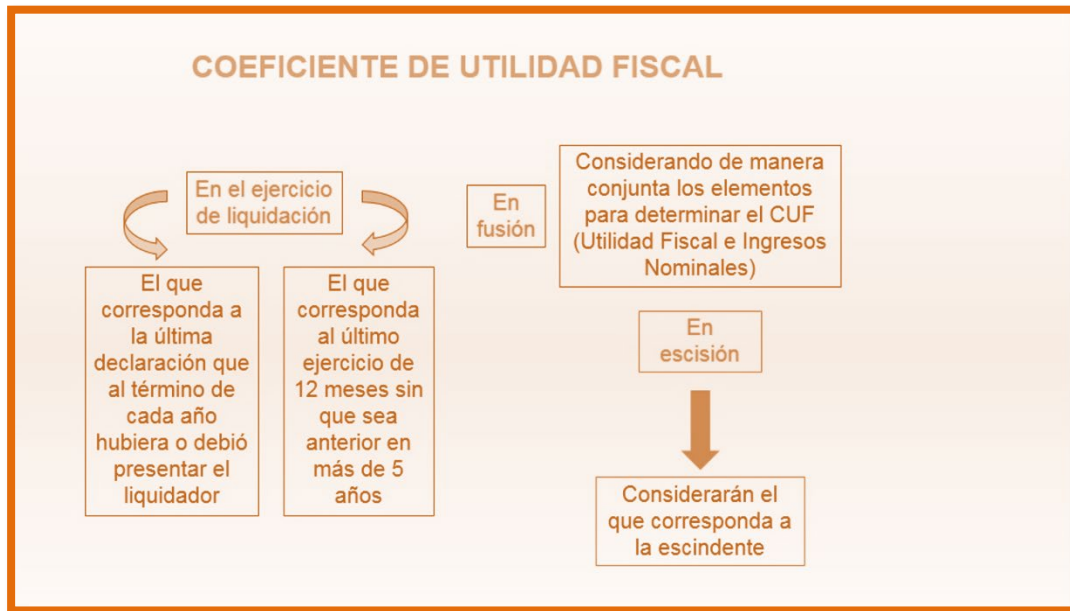 COEFICIENTE DE UTILIDAD FISCAL
En el ejercicio
de liquidación
El que
corresponda a
la última
declaración que
al término de
cada año
hubiera o debió
presentar el
liquidador
El que
corresponda
al último
ejercicio de
12 meses sin
que sea
anterior en
más de 5
años
En
fusión
Considerando de manera
conjunta los elementos
para determinar el CUF
(Utilidad Fiscal e Ingresos
Nominales)
En
escisión
Considerarán el
que corresponda a
la escindente